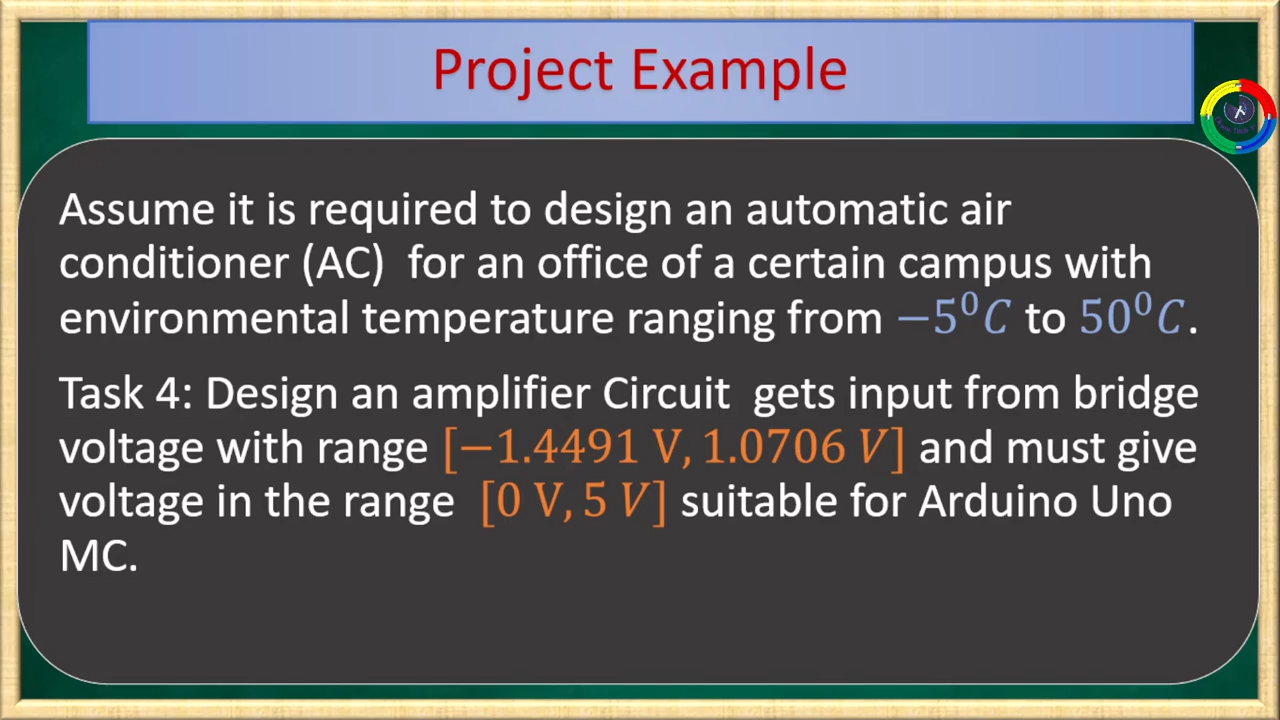 Project Example
Assume it is required to design an automatic air
conditioner (AC) for an office of a certain campus with
environmental temperature ranging from −5⁰C to 50⁰C.
Task 4: Design an amplifier Circuit gets input from bridge
voltage with range [−1.4491 V, 1.0706 V] and must give
voltage in the range [0 V, 5 V] suitable for Arduino Uno
MC.